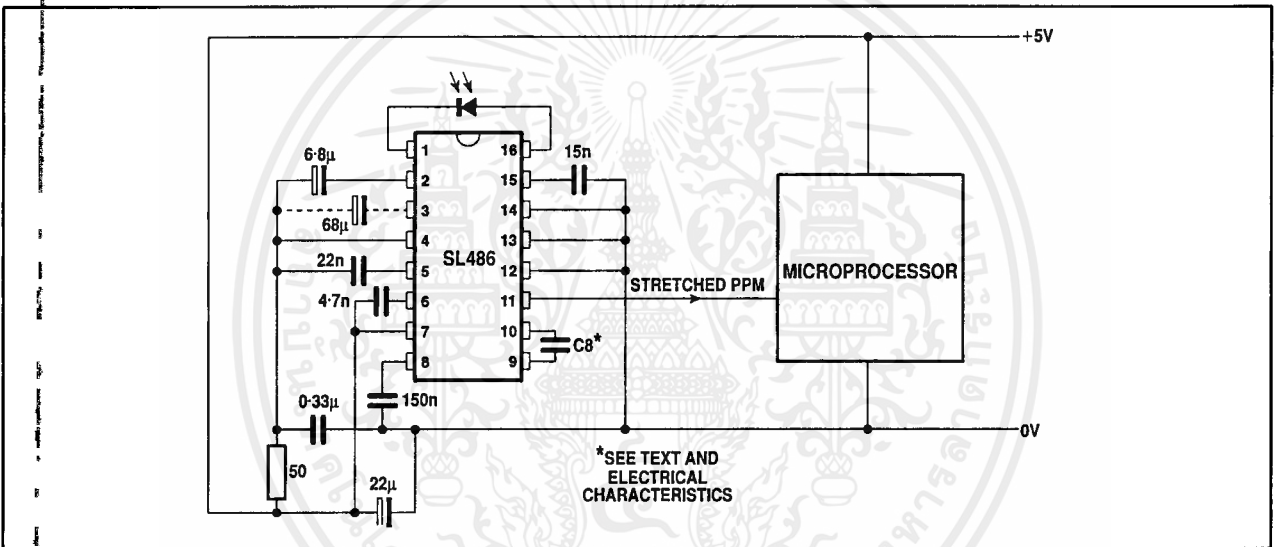 +5V
6·8µ
1
16
15n
2
15
68µ
3
14
4
13
SL486
22n
5
12
MICROPROCESSOR
4·7n
6
11
STRETCHED PPM
7
10
C8*
8
9
0·33µ
150n
0V
50
22µ
*SEE TEXT AND
ELECTRICAL
CHARACTERISTICS